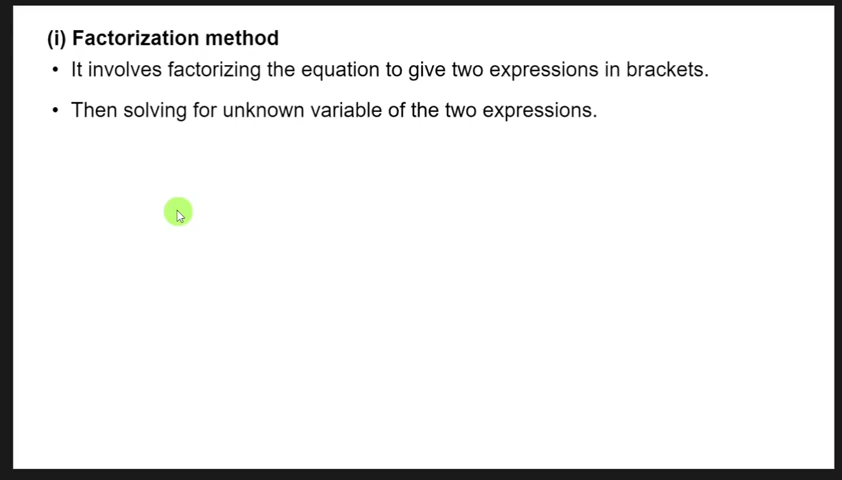 (i) Factorization method
• It involves factorizing the equation to give two expressions in brackets.
• Then solving for unknown variable of the two expressions.